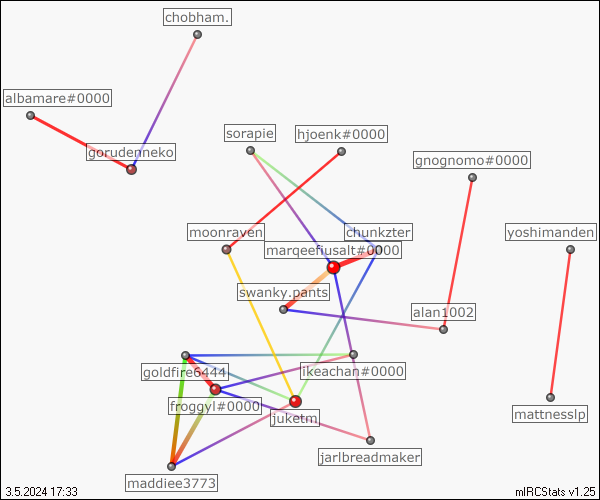 chobham.
albamare#0000
gorudenneko
sorapie
hjoenk#0000
gnognomo#0000
moonraven
chunkzter
yoshimanden
marqeefiusalt#0000
swanky.pants
alan1002
goldfire6444
ikeachan#0000
froggyl#0000
juketm
mattnesslp
jarlbreadmaker
maddiee3773
3.5.2024 17:33
mIRCStats v1.25